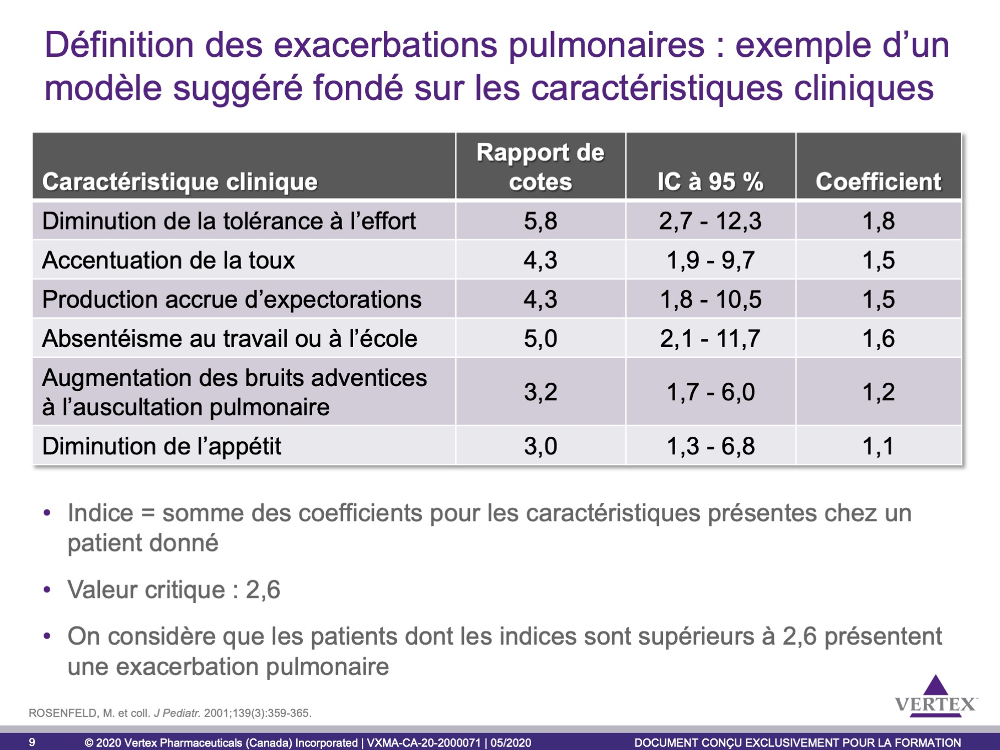 Définition des exacerbations pulmonaires : exemple d’un
modèle suggéré fondé sur les caractéristiques cliniques
Caractéristique clinique Rapport de cotes IC à 95 % Coefficient
Diminution de la tolérance à l’effort 5,8 2,7 - 12,3 1,8
Accentuation de la toux 4,3 1,9 - 9,7 1,5
Production accrue d’expectorations 4,3 1,8 - 10,5 1,5
Absentéisme au travail ou à l’école 5,0 2,1 - 11,7 1,6
Augmentation des bruits adventices
à l’auscultation pulmonaire 3,2 1,7 - 6,0 1,2
Diminution de l’appétit 3,0 1,3 - 6,8 1,1
• Indice = somme des coefficients pour les caractéristiques présentes chez un
patient donné
• Valeur critique : 2,6
• On considère que les patients dont les indices sont supérieurs à 2,6 présentent
une exacerbation pulmonaire
VERTEX
ROSENFELD, M. et coll. J Pediatr. 2001;139(3):359-365.
9 © 2020 Vertex Pharmaceuticals (Canada) Incorporated | VXMA-CA-20-2000071 | 05/2020 DOCUMENT CONÇU EXCLUSIVEMENT POUR LA FORMATION